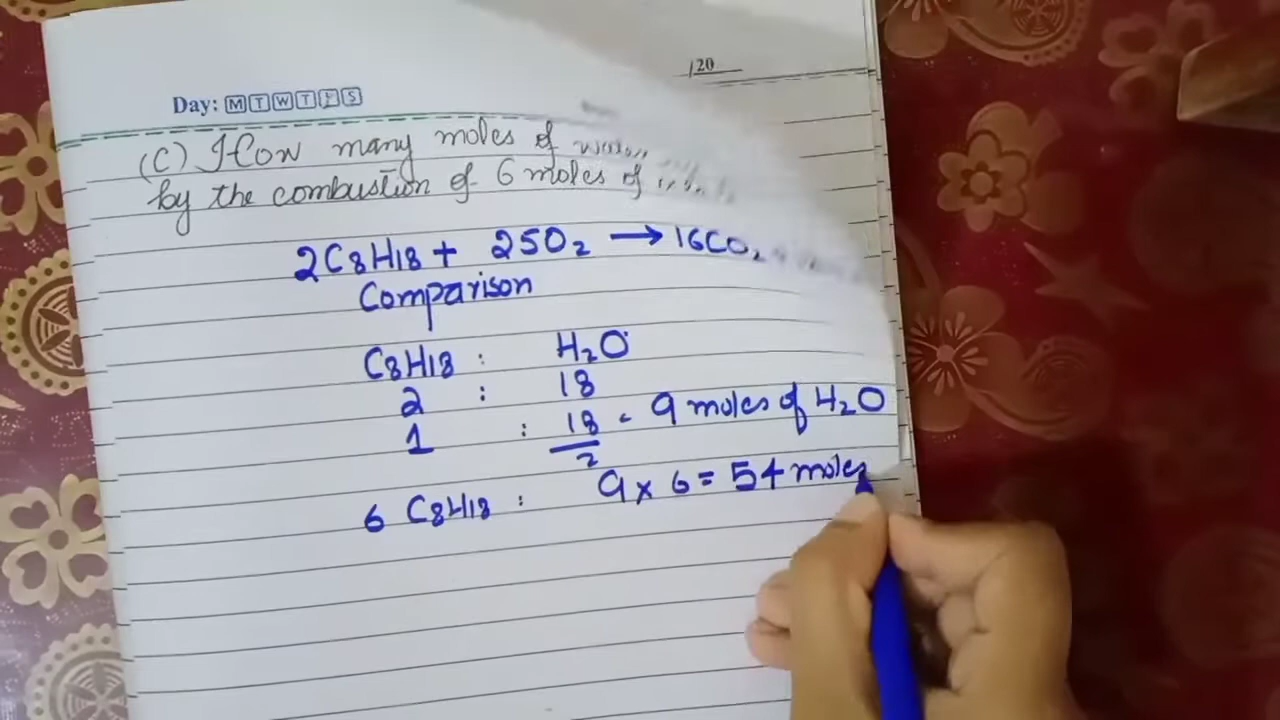 /20
Day: M T W T F S
(C) How many moles of water
by the combustion of 6 moles of
2C8H18 + 25O2 → 16CO2
Comparison
C8H18 : H2O
2 : 18
1 : 18/2 = 9 moles of H2O
6 C8H18 : 9 x 6 = 54 moles